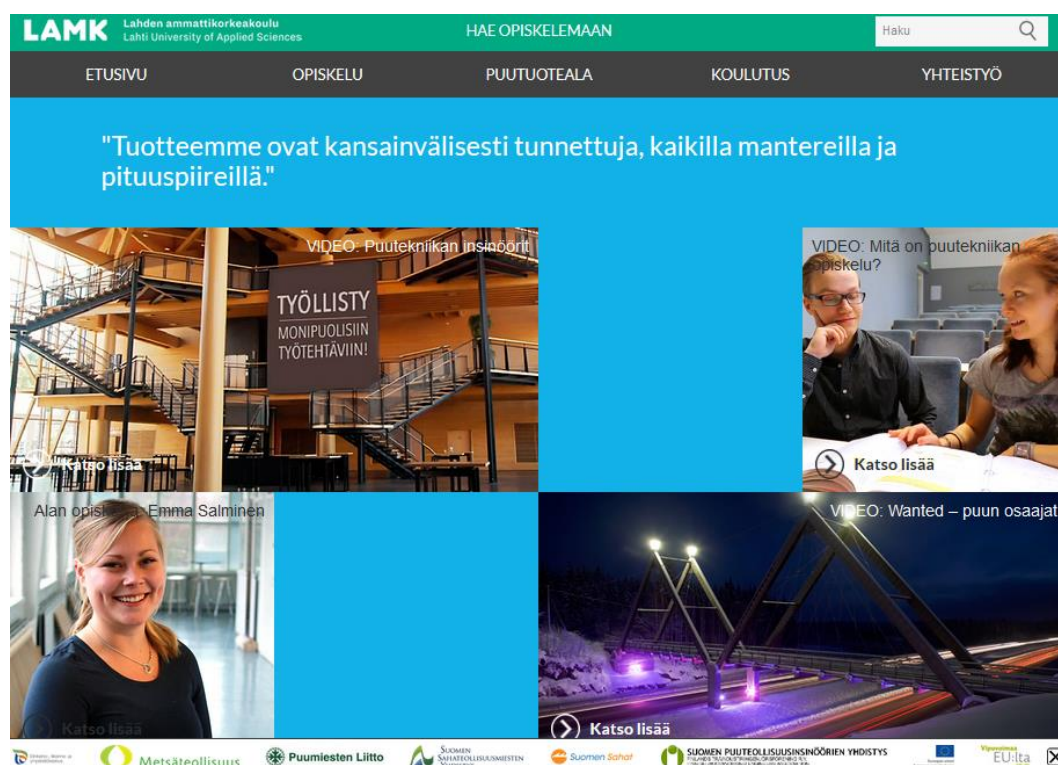 LAMK
Lahden ammattikorkeakoulu
Lahti University of Applied Sciences
HAE OPISKELEMAAN
Haku
ETUSIVU
OPISKELU
PUUTUOTEALA
KOULUTUS
YHTEISTYÖ
"Tuotteemme ovat kansainvälisesti tunnettuja, kaikilla mantereilla ja
pituuspiireillä."
VIDEO: Puutekniikan insinöörit
TYÖLLISTY
MONIPUOLISIIN
TYÖTEHTÄVIIN!
Katso lisää
VIDEO: Mitä on puutekniikan
opiskelu?
Katso lisää
Alan opiskelija Emma Salminen
Katso lisää
VIDEO: Wanted – puun osaajat
Katso lisää
Metsäteollisuus
Puumiesten Liitto
SUOMEN
SAHATEOLLISUUSMIESTEN
Suomen Sahat
SUOMEN PUUTEOLLISUUSINSINÖÖRIEN YHDISTYS
Vipuvoimaa
EU:lta